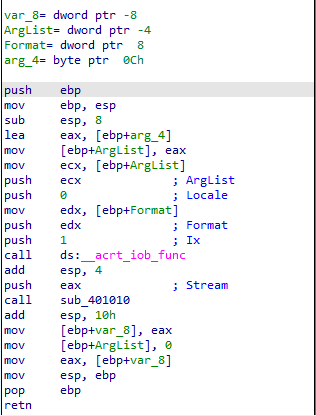 var_8= dword ptr -8
ArgList= dword ptr -4
Format= dword ptr  8
arg_4= byte ptr  0Ch

push    ebp
mov     ebp, esp
sub     esp, 8
lea     eax, [ebp+arg_4]
mov     [ebp+ArgList], eax
mov     ecx, [ebp+ArgList]
push    ecx             ; ArgList
push    0               ; Locale
mov     edx, [ebp+Format]
push    edx             ; Format
push    1               ; Ix
call    ds:__acrt_iob_func
add     esp, 4
push    eax             ; Stream
call    sub_401010
add     esp, 10h
mov     [ebp+var_8], eax
mov     [ebp+ArgList], 0
mov     eax, [ebp+var_8]
mov     esp, ebp
pop     ebp
retn